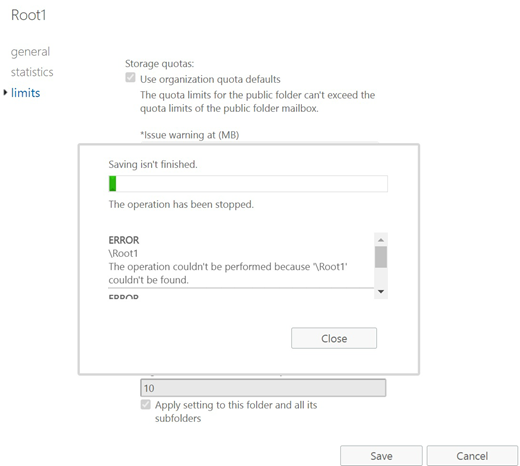 Root1
general
statistics
limits
Storage quotas:
Use organization quota defaults
The quota limits for the public folder can't exceed the
quota limits of the public folder mailbox.
*Issue warning at (MB)
Saving isn't finished.
The operation has been stopped.
ERROR
\Root1
The operation couldn't be performed because '\Root1'
couldn't be found.
ERROR
Close
10
Apply setting to this folder and all its
subfolders
Save
Cancel